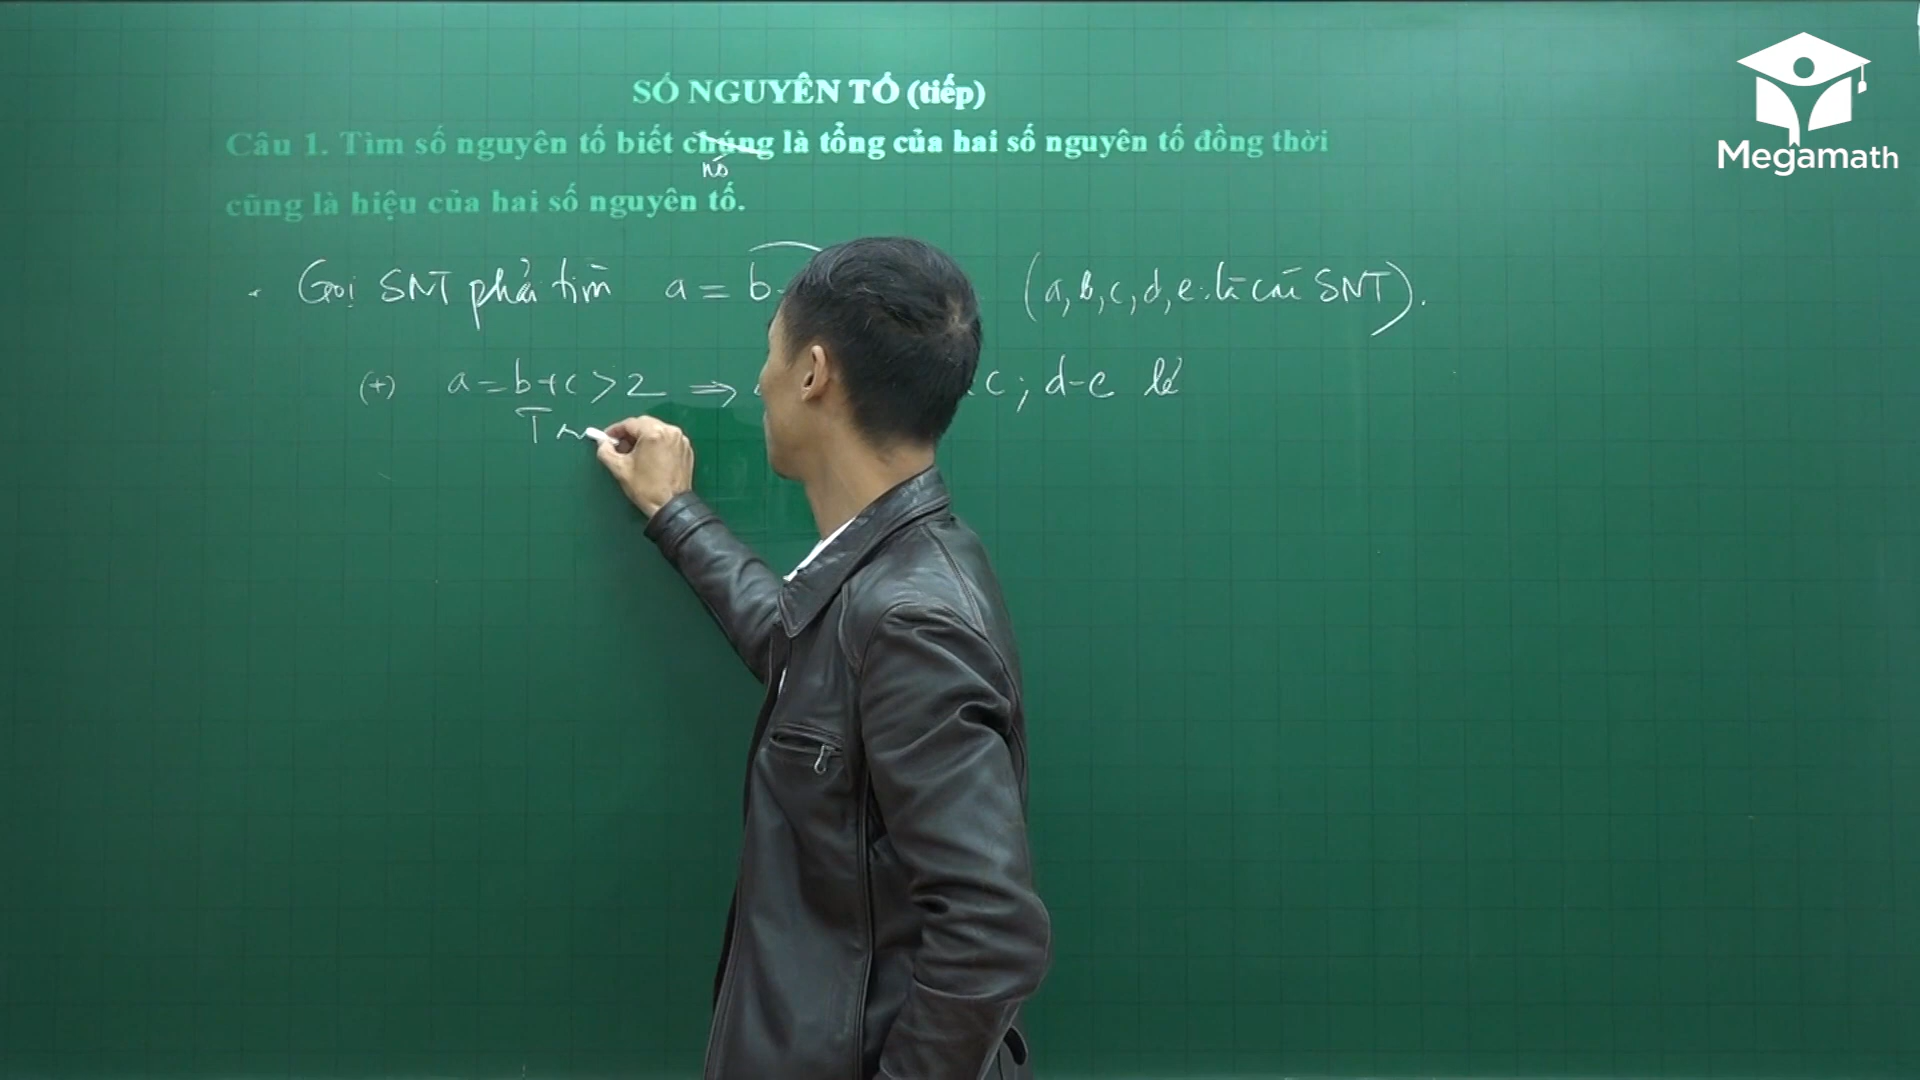 SỐ NGUYÊN TỐ (tiếp)
Megamath
Câu 1. Tìm số nguyên tố biết chúng là tổng của hai số nguyên tố đồng thời
nó
cũng là hiệu của hai số nguyên tố.
. Gọi SNT phải tìm a = b (a, b, c, d, e: là các SNT).
(+) a = b + c > 2 ⇒ c ; d - e lẻ